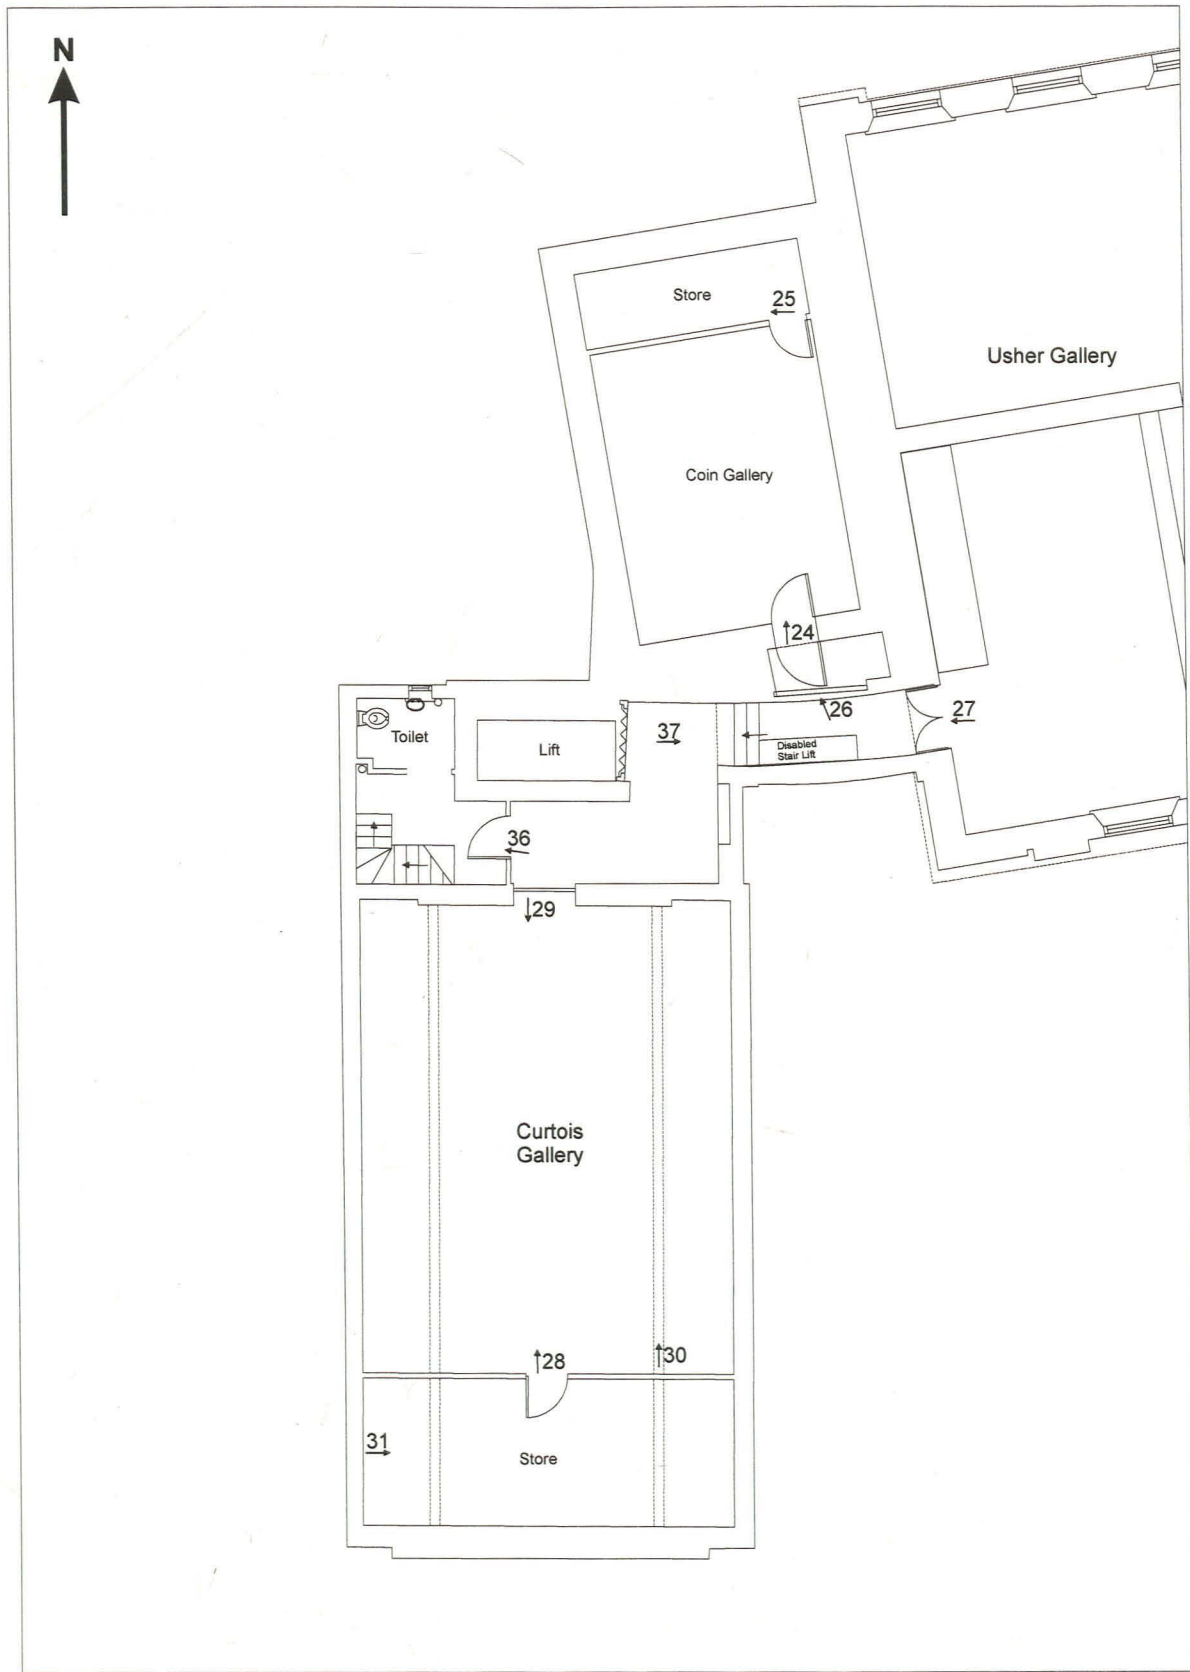 N
Store
25
Usher Gallery
Coin Gallery
24
26
27
37
Toilet
Lift
Disabled
Stair Lift
36
29
Curtois
Gallery
28
30
31
Store